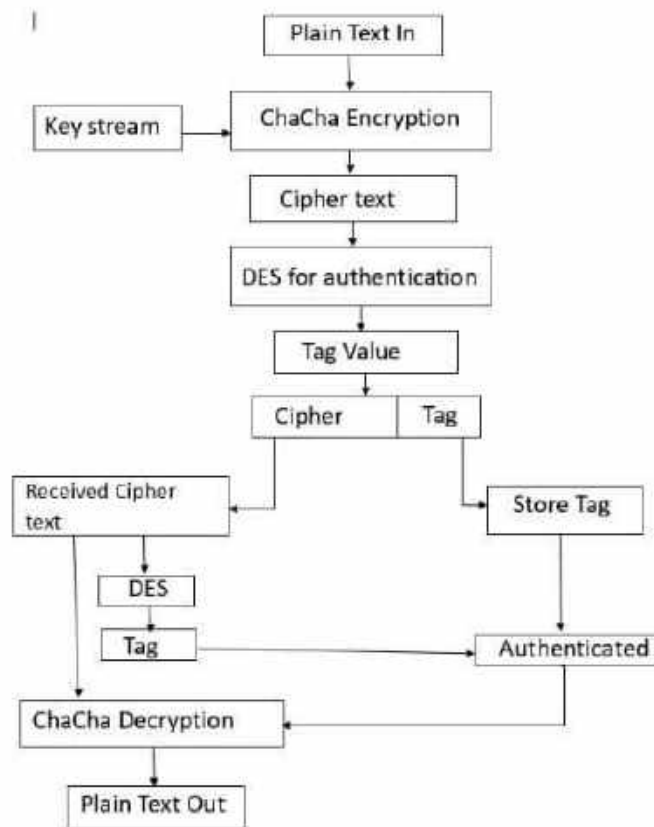 Plain Text In
Key stream
ChaCha Encryption
Cipher text
DES for authentication
Tag Value
Cipher
Tag
Received Cipher
text
Store Tag
DES
Tag
Authenticated
ChaCha Decryption
Plain Text Out